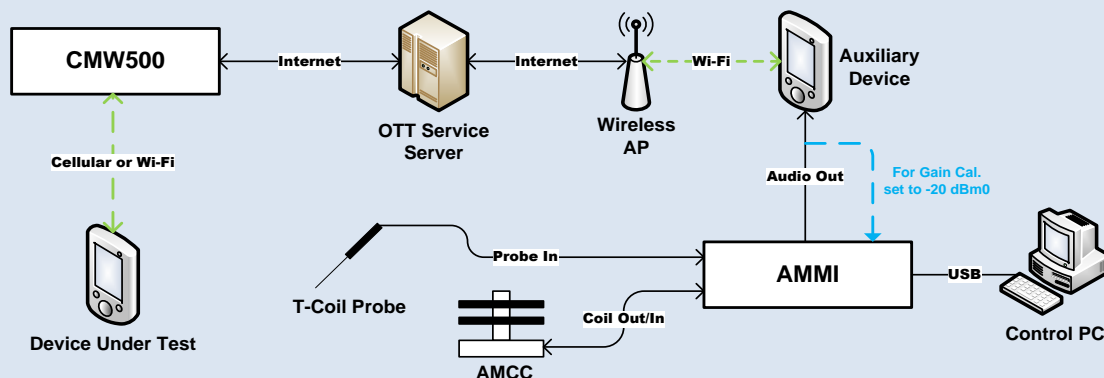 CMW500
Internet
Internet
Wi-Fi
Auxiliary
Device
OTT Service
Server
Wireless
AP
Cellular or Wi-Fi
Audio Out
For Gain Cal.
set to -20 dBm0
Probe In
AMMI
USB
T-Coil Probe
Coil Out/In
Device Under Test
Control PC
AMCC